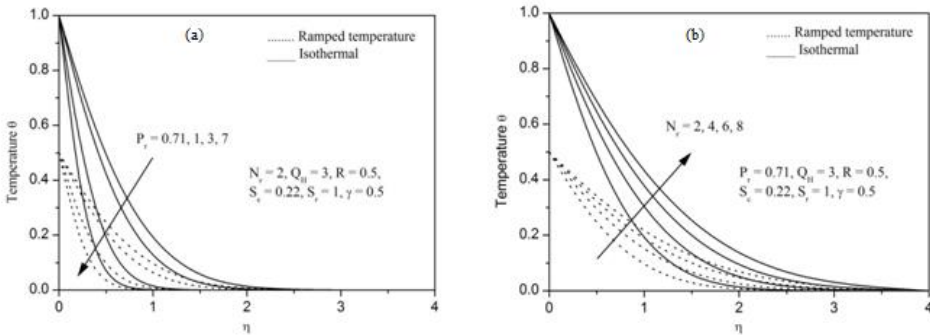 (a)
Ramped temperature
Isothermal
P_r = 0.71, 1, 3, 7
N_r = 2, Q_H = 3, R = 0.5,
S_c = 0.22, S_r = 1, γ = 0.5
Temperature θ
1.0
0.8
0.6
0.4
0.2
0.0
0 1 2 3 4
η
(b)
Ramped temperature
Isothermal
N_r = 2, 4, 6, 8
P_r = 0.71, Q_H = 3, R = 0.5,
S_c = 0.22, S_r = 1, γ = 0.5
Temperature θ
1.0
0.8
0.6
0.4
0.2
0.0
0 1 2 3 4
η